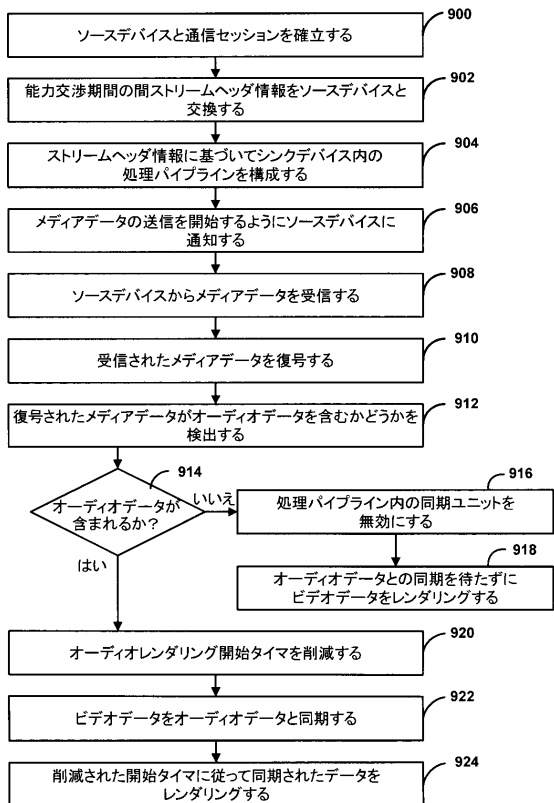 900
ソースデバイスと通信セッションを確立する
902
能力交渉期間の間ストリームヘッダ情報をソースデバイスと
交換する
904
ストリームヘッダ情報に基づいてシンクデバイス内の
処理パイプラインを構成する
906
メディアデータの送信を開始するようにソースデバイスに
通知する
908
ソースデバイスからメディアデータを受信する
910
受信されたメディアデータを復号する
912
復号されたメディアデータがオーディオデータを含むかどうかを
検出する
914
オーディオデータが
含まれるか？
いいえ
はい
916
処理パイプライン内の同期ユニットを
無効にする
918
オーディオデータとの同期を待たずに
ビデオデータをレンダリングする
920
オーディオレンダリング開始タイマを削減する
922
ビデオデータをオーディオデータと同期する
924
削減された開始タイマに従って同期されたデータを
レンダリングする